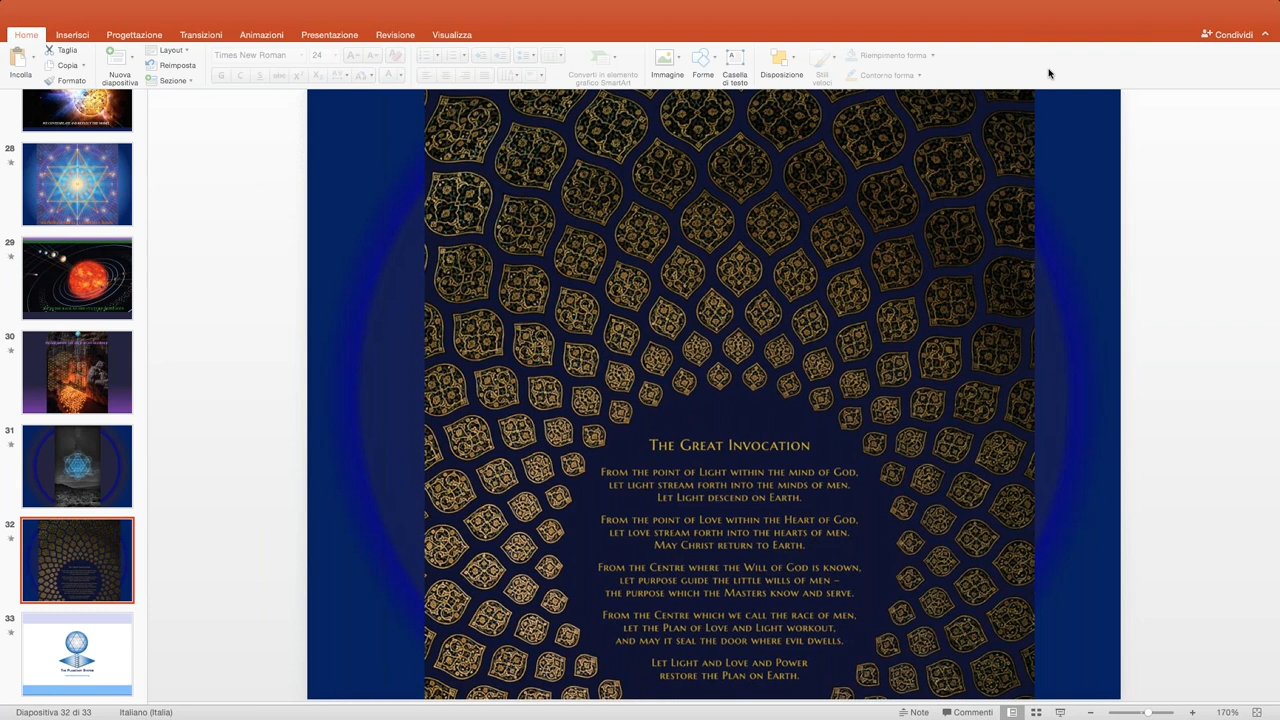 Home Inserisci Progettazione Transizioni Animazioni Presentazione Revisione Visualizza Condividi
Taglia
Copia
Formato
Incolla
Nuova diapositiva
Layout
Reimposta
Sezione
Times New Roman 24
Converti in elemento grafico SmartArt
Immagine
Forme
Casella di testo
Disposizione
Stili veloci
Riempimento forma
Contorno forma
28
29
30
31
32
33
The Great Invocation
From the point of Light within the mind of God,
let light stream forth into the minds of men.
Let Light descend on Earth.
From the point of Love within the Heart of God,
let love stream forth into the hearts of men.
May Christ return to Earth.
From the Centre where the Will of God is known,
let purpose guide the little wills of men –
the purpose which the Masters know and serve.
From the Centre which we call the race of men,
let the Plan of Love and Light workout,
and may it seal the door where evil dwells.
Let Light and Love and Power
restore the Plan on Earth.
Diapositiva 32 di 33 Italiano (Italia) Note Commenti 170%